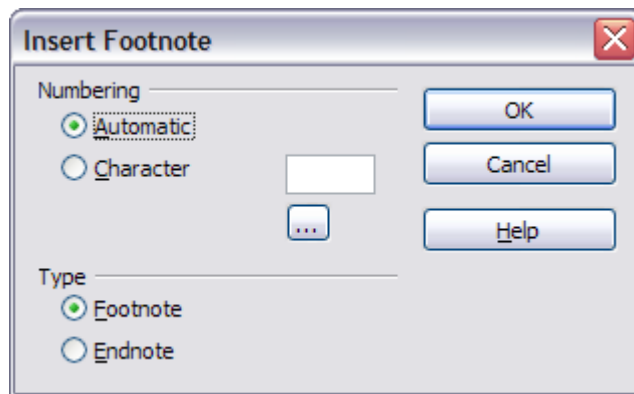 Insert Footnote
Numbering
Automatic
Character
...
Type
Footnote
Endnote
OK
Cancel
Help